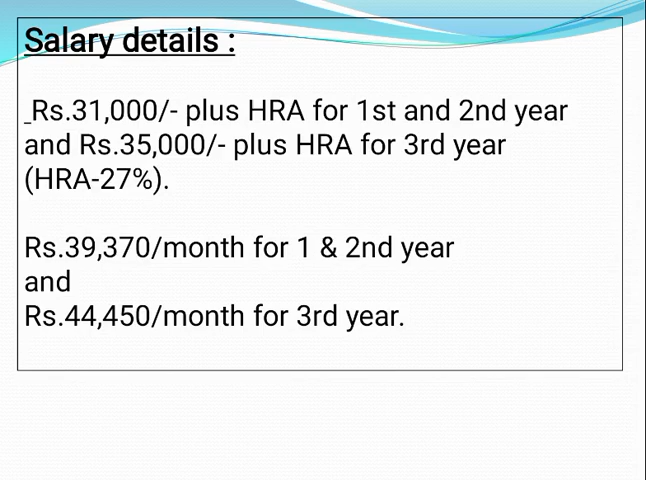 Salary details :
_Rs.31,000/- plus HRA for 1st and 2nd year
and Rs.35,000/- plus HRA for 3rd year
(HRA-27%).
Rs.39,370/month for 1 & 2nd year
and
Rs.44,450/month for 3rd year.